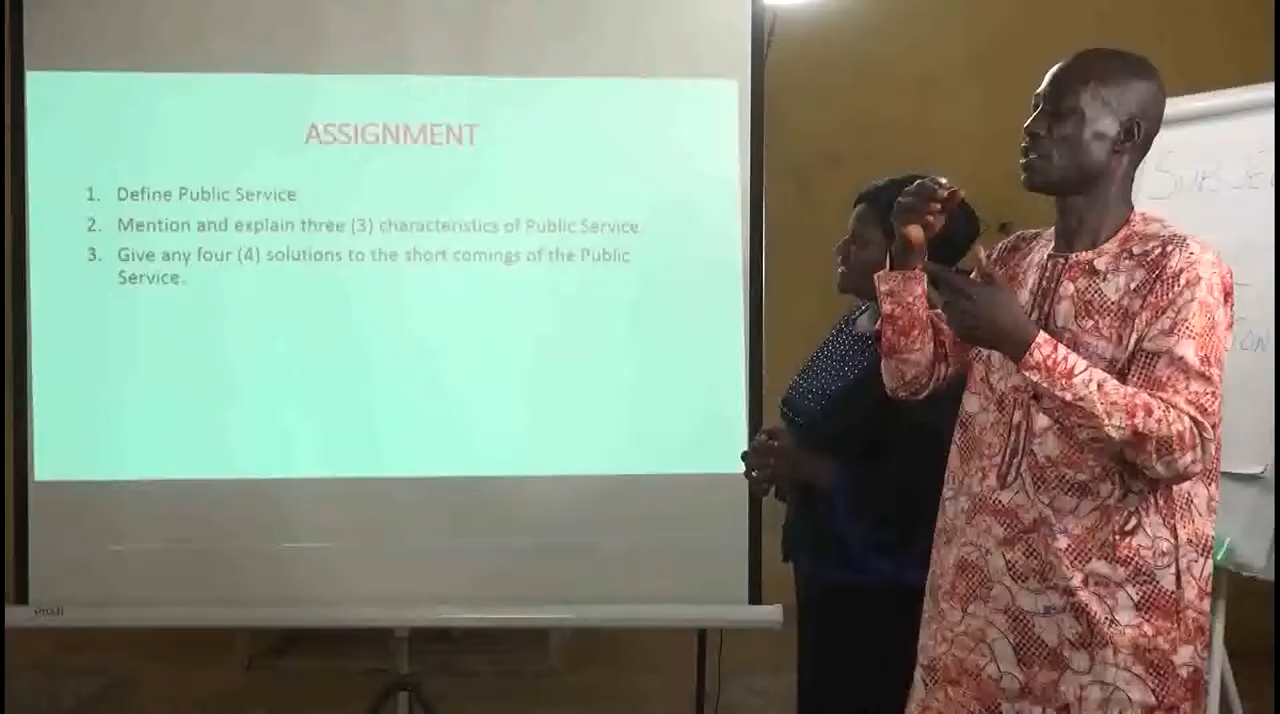 ASSIGNMENT
1. Define Public Service
2. Mention and explain three (3) characteristics of Public Service
3. Give any four (4) solutions to the short comings of the Public
Service.